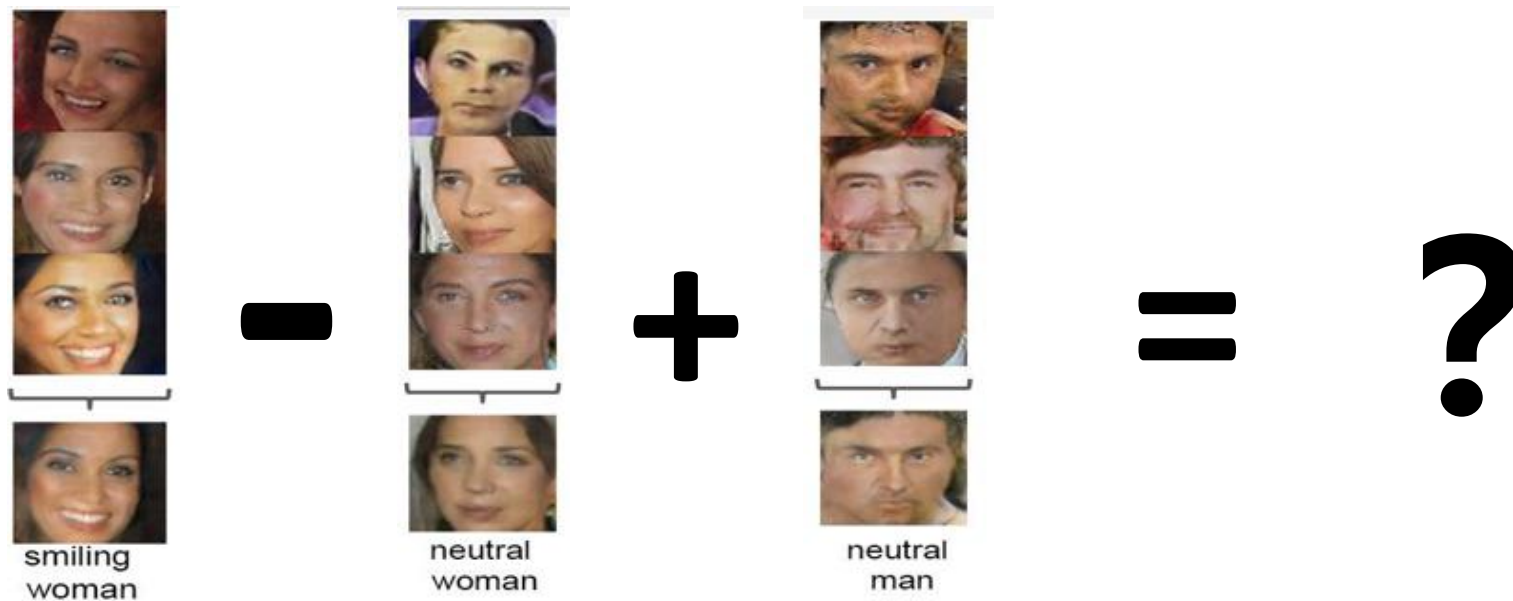 - + = ?
smiling
woman
neutral
woman
neutral
man